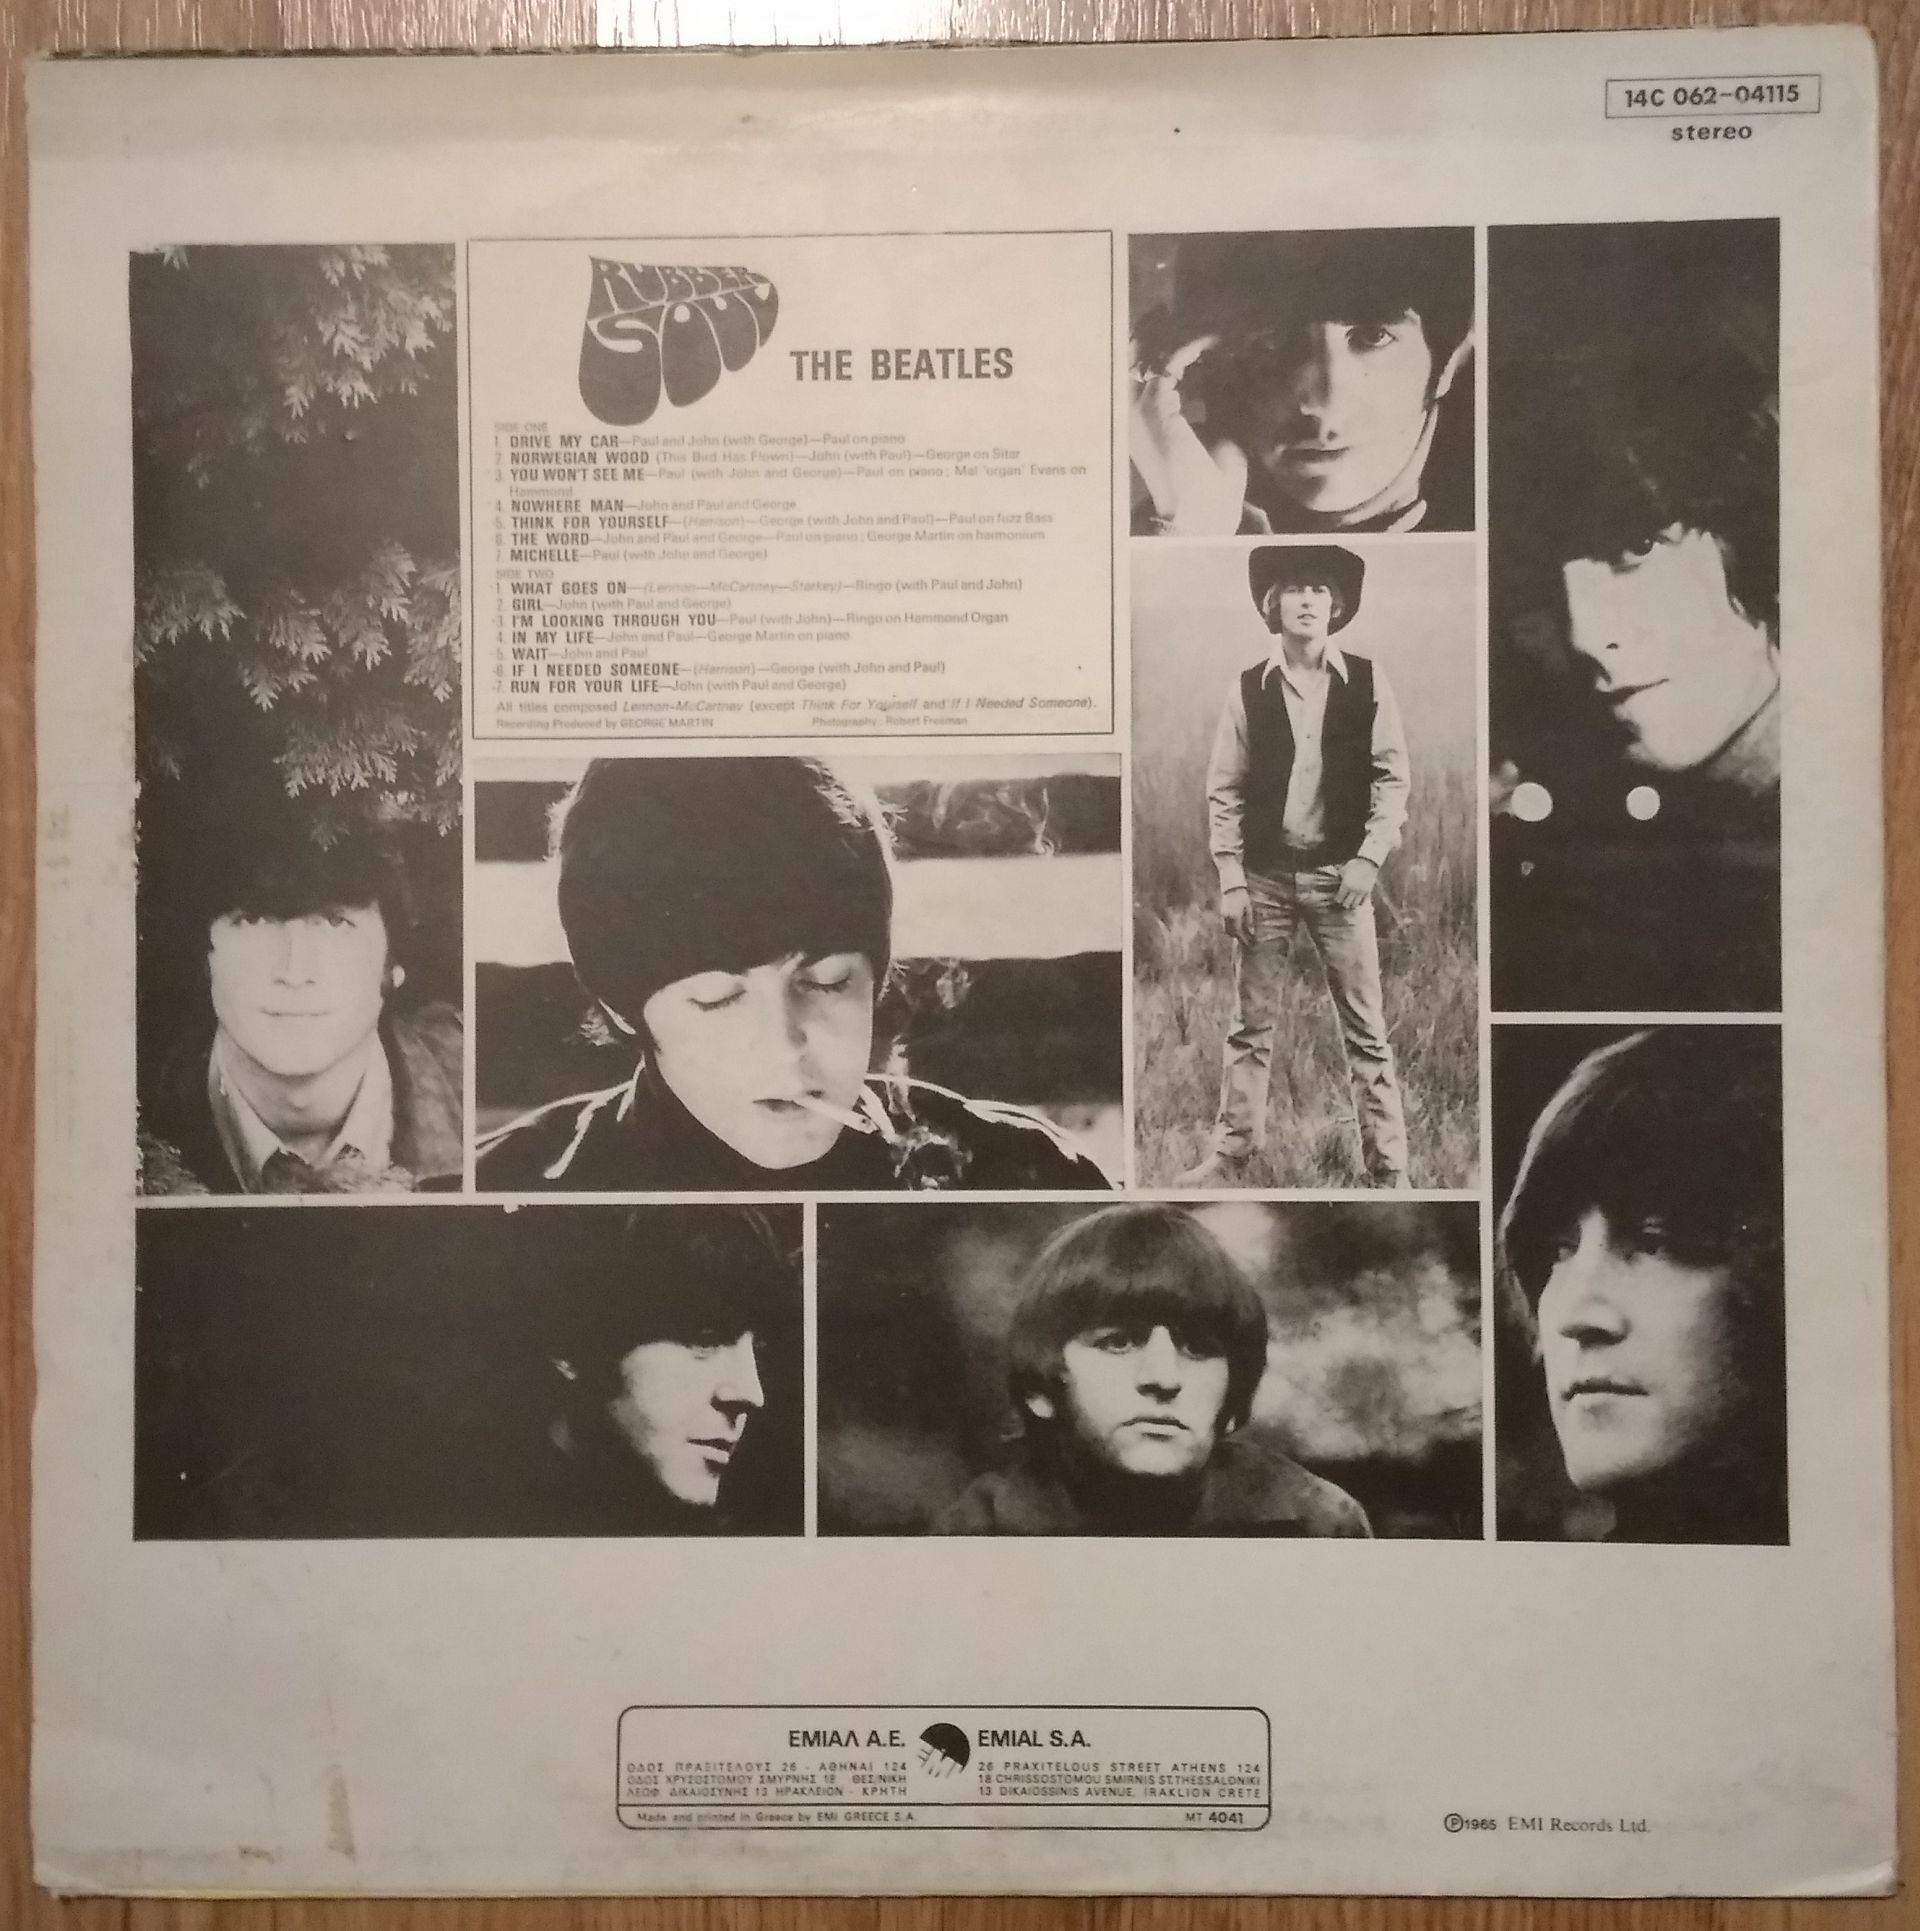 14C 062-04115
stereo
RUBBER
SOUL
THE BEATLES
SIDE ONE
1. DRIVE MY CAR—Paul and John (with George)—Paul on piano
2. NORWEGIAN WOOD (This Bird Has Flown)—John (with Paul)—George on Sitar
3. YOU WON'T SEE ME—Paul (with John and George)—Paul on piano; Mal 'organ' Evans on
Hammond
4. NOWHERE MAN—John and Paul and George
5. THINK FOR YOURSELF—(Harrison)—George (with John and Paul)—Paul on fuzz Bass
6. THE WORD—John and Paul and George—Paul on piano; George Martin on harmonium
7. MICHELLE—Paul (with John and George)
SIDE TWO
1. WHAT GOES ON—(Lennon—McCartney—Starkey)—Ringo (with Paul and John)
2. GIRL—John (with Paul and George)
3. I'M LOOKING THROUGH YOU—Paul (with John)—Ringo on Hammond Organ
4. IN MY LIFE—John and Paul—George Martin on piano
5. WAIT—John and Paul
6. IF I NEEDED SOMEONE—(Harrison)—George (with John and Paul)
7. RUN FOR YOUR LIFE—John (with Paul and George)
All titles composed Lennon-McCartney (except Think For Yourself and If I Needed Someone).
Recording Produced by GEORGE MARTIN Photography: Robert Freeman
ΕΜΙΑΛ Α.Ε. EMIAL S.A.
ΟΔΟΣ ΠΡΑΞΙΤΕΛΟΥΣ 26 - ΑΘΗΝΑΙ 124 26 PRAXITELOUS STREET ATHENS 124
ΟΔΟΣ ΧΡΥΣΟΣΤΟΜΟΥ ΣΜΥΡΝΗΣ 18 ΘΕΣ/ΝΙΚΗ 18 CHRISSOSTOMOU SMIRNIS ST.THESSALONIKI
ΛΕΩΦ. ΔΙΚΑΙΟΣΥΝΗΣ 13 ΗΡΑΚΛΕΙΟΝ - ΚΡΗΤΗ 13 DIKAIOSSINIS AVENUE, IRAKLION CRETE
Made and printed in Greece by EMI GREECE S.A. MT 4041
℗1965 EMI Records Ltd.